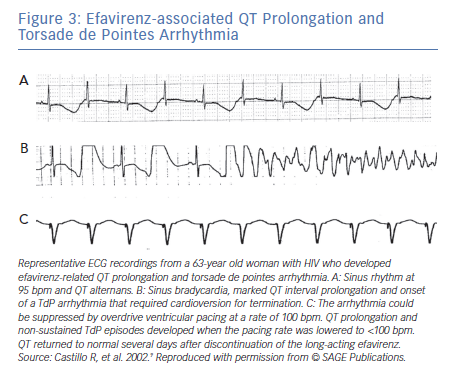 Figure 3: Efavirenz-associated QT Prolongation and
Torsade de Pointes Arrhythmia
A
B
C
Representative ECG recordings from a 63-year old woman with HIV who developed
efavirenz-related QT prolongation and torsade de pointes arrhythmia. A: Sinus rhythm at
95 bpm and QT alternans. B: Sinus bradycardia, marked QT interval prolongation and onset
of a TdP arrhythmia that required cardioversion for termination. C: The arrhythmia could
be suppressed by overdrive ventricular pacing at a rate of 100 bpm. QT prolongation and
non-sustained TdP episodes developed when the pacing rate was lowered to <100 bpm.
QT returned to normal several days after discontinuation of the long-acting efavirenz.
Source: Castillo R, et al. 2002.¹ Reproduced with permission from © SAGE Publications.